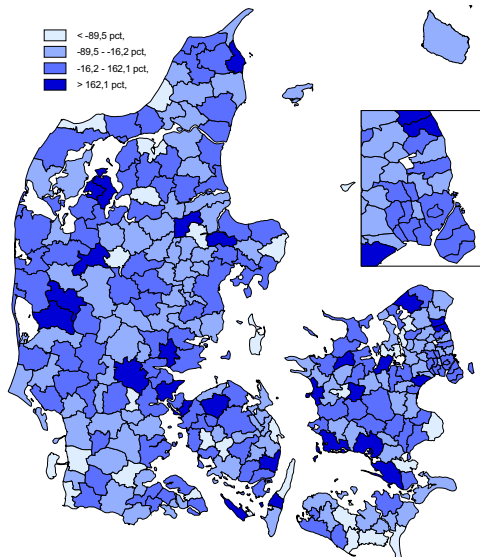 < -89,5 pct,
-89,5 - -16,2 pct,
-16,2 - 162,1 pct,
> 162,1 pct,